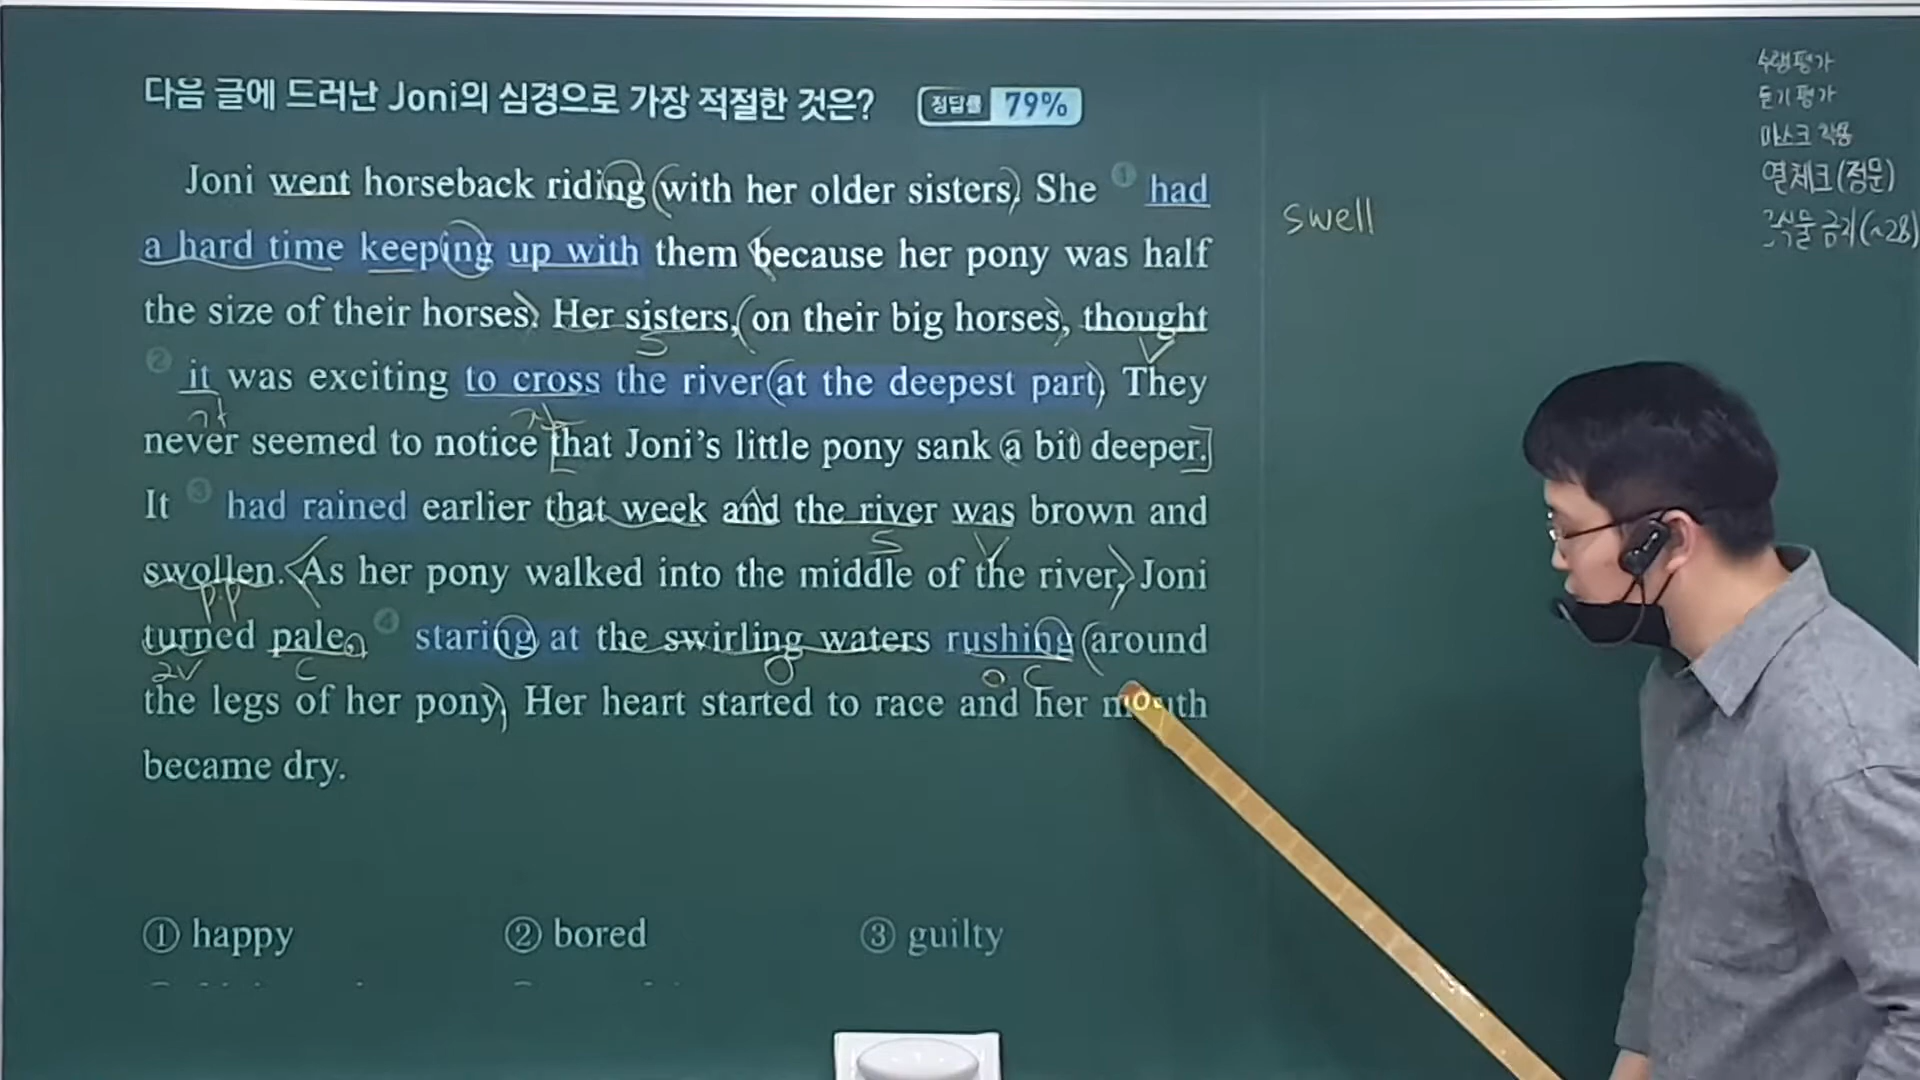 다음 글에 드러난 Joni의 심경으로 가장 적절한 것은? 정답률 79%
Joni went horseback riding with her older sisters. She ① had
a hard time keeping up with them because her pony was half
the size of their horses. Her sisters, on their big horses, thought
S
V
② it was exciting to cross the river at the deepest part. They
가
진
never seemed to notice that Joni's little pony sank a bit deeper.
It ③ had rained earlier that week and the river was brown and
S
V
swollen. As her pony walked into the middle of the river, Joni
p.p
turned pale, ④ staring at the swirling waters rushing around
2V
C
O
O C
the legs of her pony. Her heart started to race and her mouth
became dry.
① happy ② bored ③ guilty
swell
수행평가
듣기평가
마스크 착용
열체크(정문)
금지(~28)